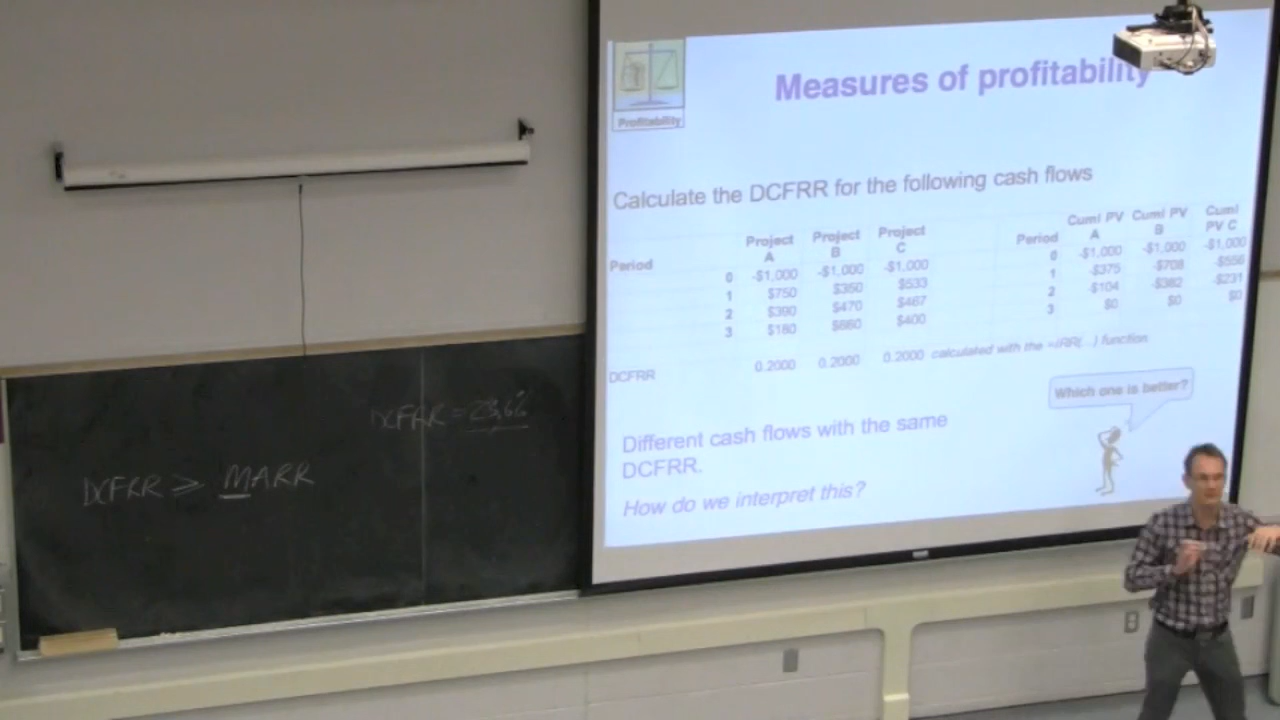 Measures of profitability
Profitability
Calculate the DCFRR for the following cash flows
Period Project A Project B Project C
0 -$1,000 -$1,000 -$1,000
1 $750 $350 $533
2 $390 $470 $467
3 $180 $660 $400
DCFRR 0.2000 0.2000 0.2000 calculated with the =IRR(...) function
Period Cuml PV A Cuml PV B Cuml PV C
0 -$1,000 -$1,000 -$1,000
1 -$375 -$708 -$556
2 -$104 -$382 -$231
3 $0 $0 $0
Which one is better?
Different cash flows with the same
DCFRR.
How do we interpret this?
DCFRR = 23,6%
DCFRR ≥ MARR